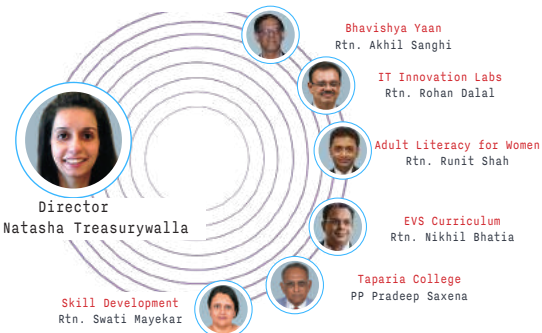 Bhavishya Yaan
Rtn. Akhil Sanghi
IT Innovation Labs
Rtn. Rohan Dalal
Adult Literacy for Women
Rtn. Runit Shah
Director
Natasha Treasurywalla
EVS Curriculum
Rtn. Nikhil Bhatia
Taparia College
PP Pradeep Saxena
Skill Development
Rtn. Swati Mayekar